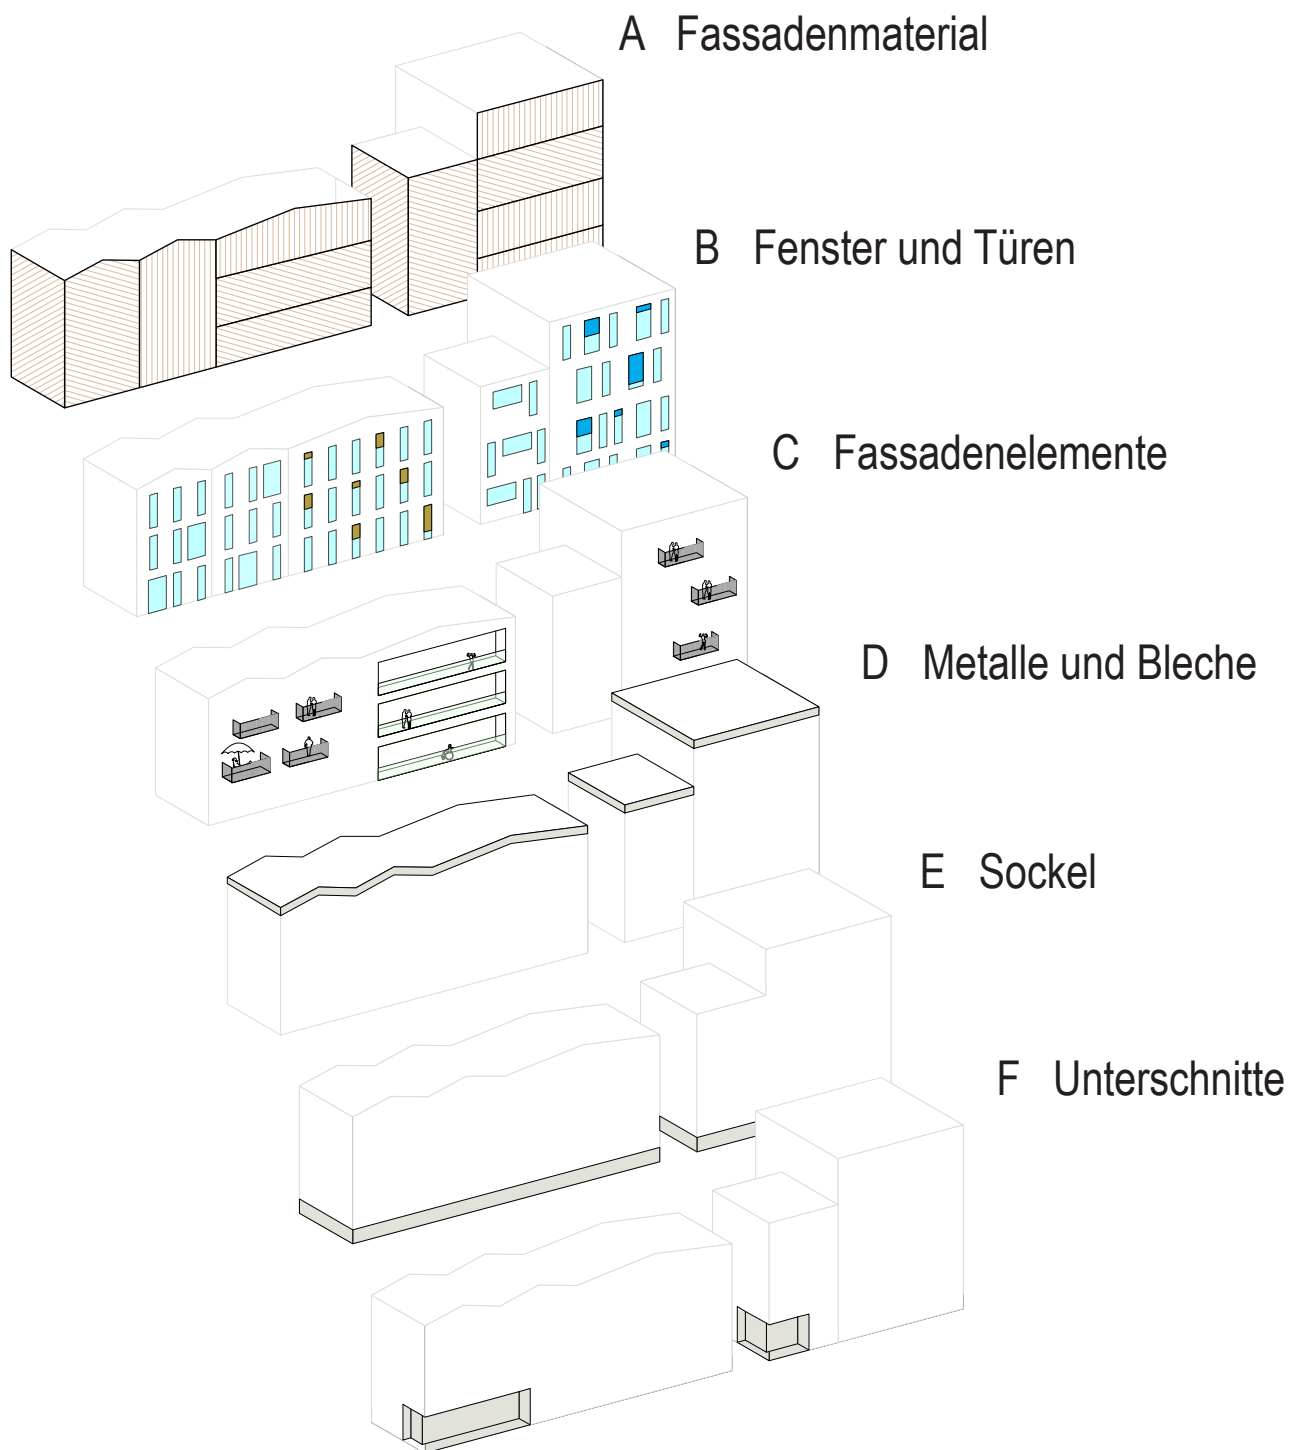 A Fassadenmaterial
B Fenster und Türen
C Fassadenelemente
D Metalle und Bleche
E Sockel
F Unterschnitte